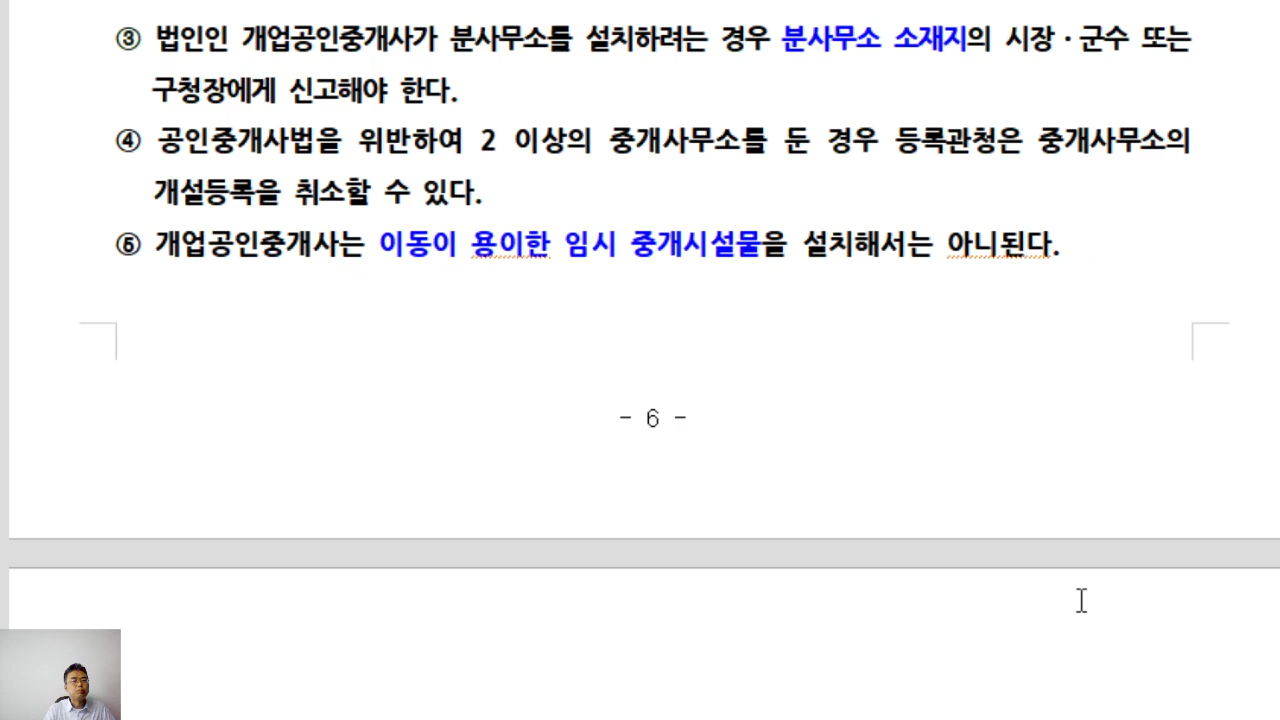 ③ 법인인 개업공인중개사가 분사무소를 설치하려는 경우 분사무소 소재지의 시장·군수 또는
구청장에게 신고해야 한다.
④ 공인중개사법을 위반하여 2 이상의 중개사무소를 둔 경우 등록관청은 중개사무소의
개설등록을 취소할 수 있다.
⑤ 개업공인중개사는 이동이 용이한 임시 중개시설물을 설치해서는 아니된다.
- 6 -